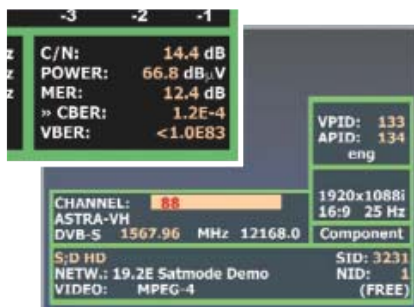 -3 -2 -1
z C/N: 14.4 dB
z POWER: 66.8 dBμV
z MER: 12.4 dB
» CBER: 1.2E-4
VBER: <1.0E83
VPID: 133
APID: 134
eng
1920x1088i
16:9 25 Hz
Component
CHANNEL: 88
ASTRA-VH
DVB-S 1567.96 MHz 12168.0
S;D HD SID: 3231
NETW.: 19.2E Satmode Demo NID: 1
VIDEO: MPEG-4 (FREE)